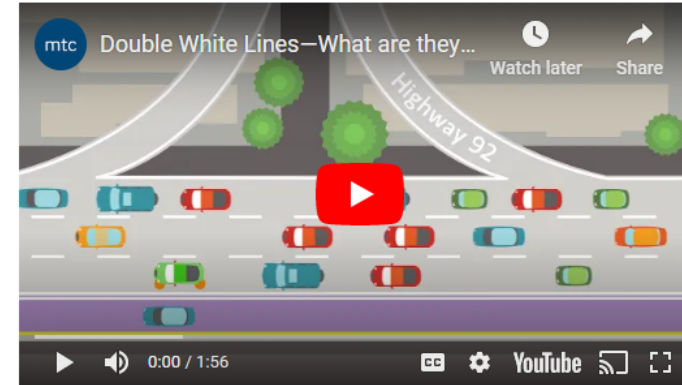 mtc
Double White Lines—What are they...
Watch later
Share
Highway 92
0:00 / 1:56
CC
YouTube